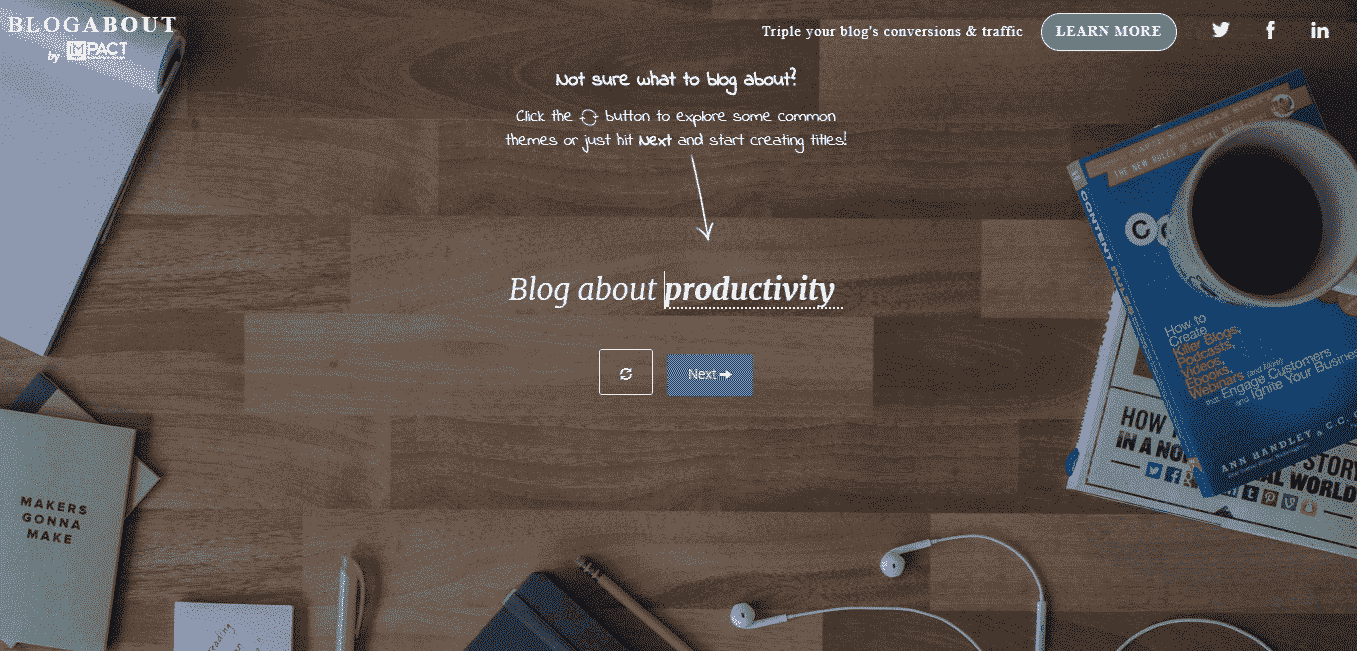 BLOGABOUT
by IMPACT
Triple your blog's conversions & traffic
LEARN MORE
Not sure what to blog about?
Click the button to explore some common
themes or just hit Next and start creating titles!
Blog about productivity
Next
THE NEW RULES OF SOCIAL MEDIA
CONTENT RULES
C
How to
Create
Killer Blogs,
Podcasts,
Videos,
Ebooks,
Webinars (and More)
that Engage Customers
and Ignite Your Business
ANN HANDLEY & C.C.
HOW
STORY
IN A
WORLD
MAKERS
GONNA
MAKE
reading